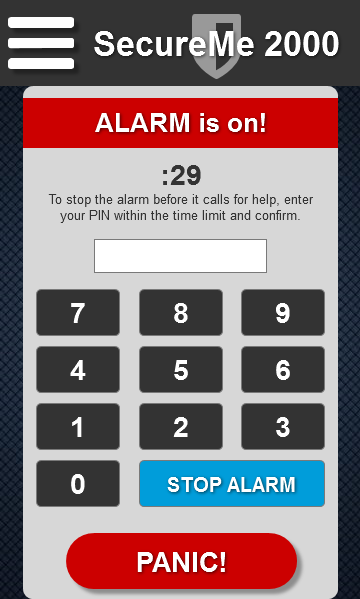 SecureMe 2000
ALARM is on!
:29
To stop the alarm before it calls for help, enter
your PIN within the time limit and confirm.
7 8 9
4 5 6
1 2 3
0 STOP ALARM
PANIC!